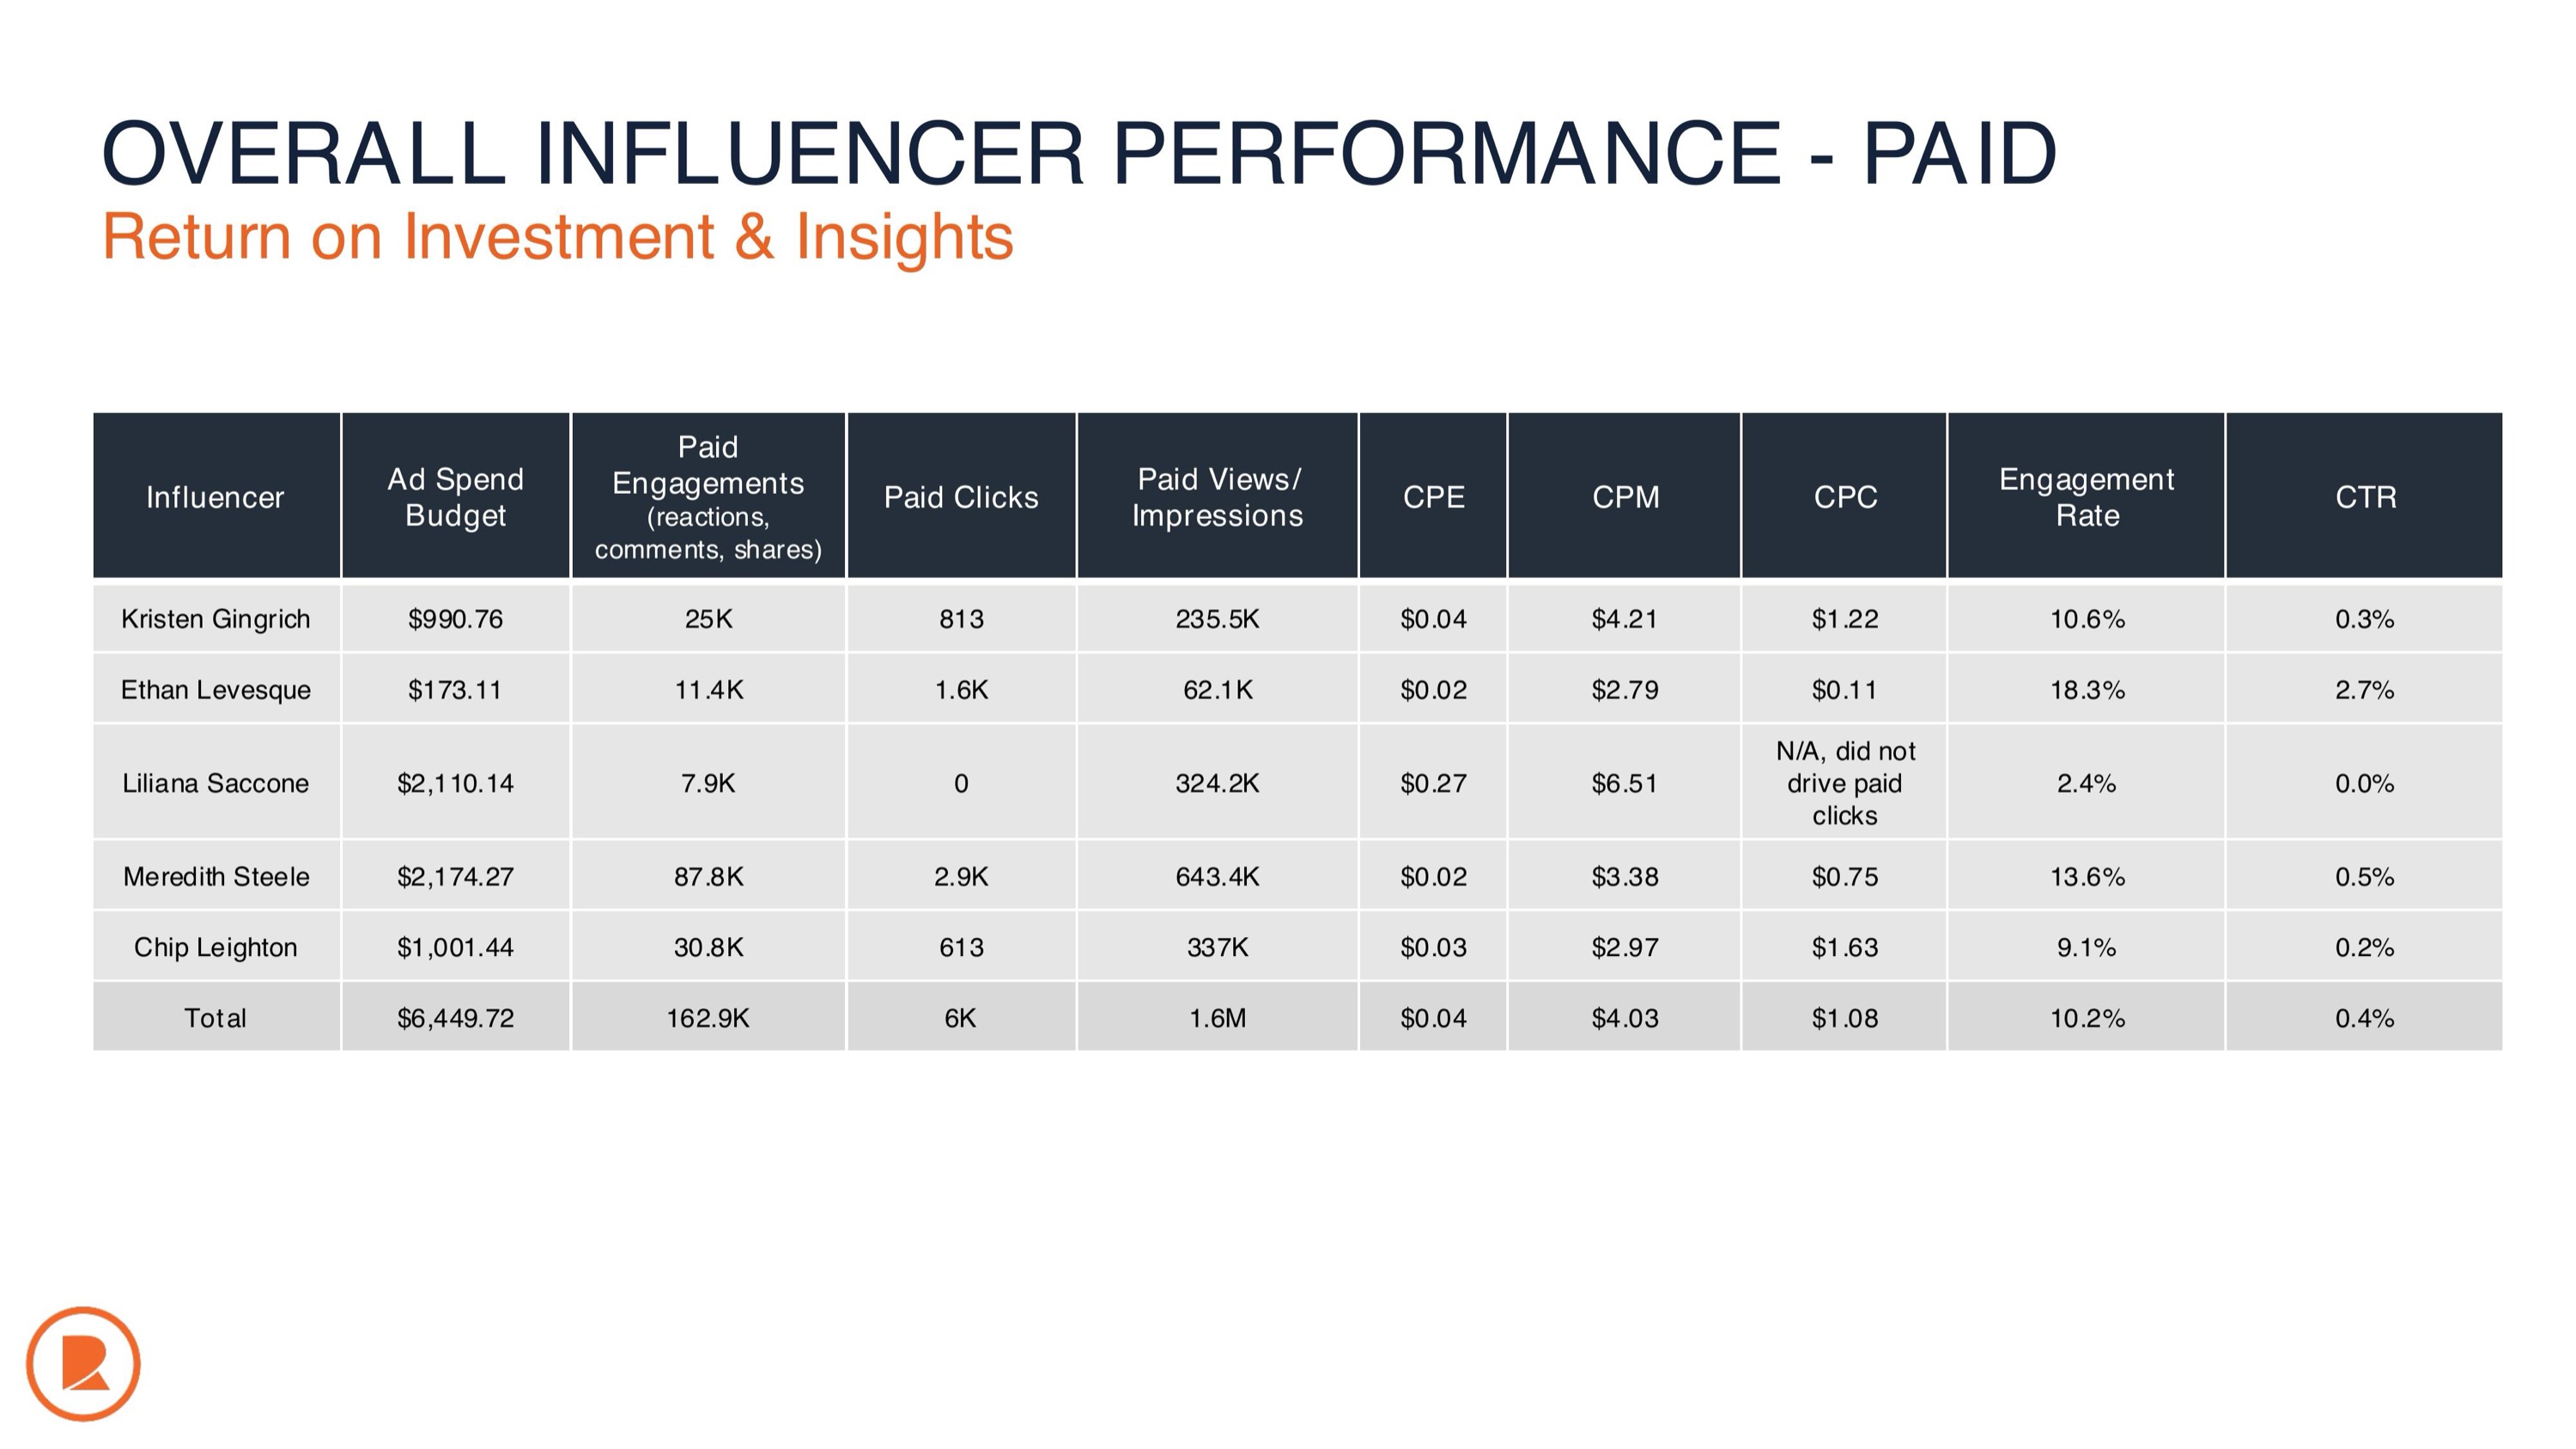 OVERALL INFLUENCER PERFORMANCE - PAID
Return on Investment & Insights
Influencer
Ad Spend
Budget
Paid
Engagements
(reactions,
comments, shares)
Paid Clicks
Paid Views/
Impressions
CPE
CPM
CPC
Engagement
Rate
CTR
Kristen Gingrich $990.76 25K 813 235.5K $0.04 $4.21 $1.22 10.6% 0.3%
Ethan Levesque $173.11 11.4K 1.6K 62.1K $0.02 $2.79 $0.11 18.3% 2.7%
Liliana Saccone $2,110.14 7.9K 0 324.2K $0.27 $6.51
N/A, did not
drive paid
clicks
2.4% 0.0%
Meredith Steele $2,174.27 87.8K 2.9K 643.4K $0.02 $3.38 $0.75 13.6% 0.5%
Chip Leighton $1,001.44 30.8K 613 337K $0.03 $2.97 $1.63 9.1% 0.2%
Total $6,449.72 162.9K 6K 1.6M $0.04 $4.03 $1.08 10.2% 0.4%
R